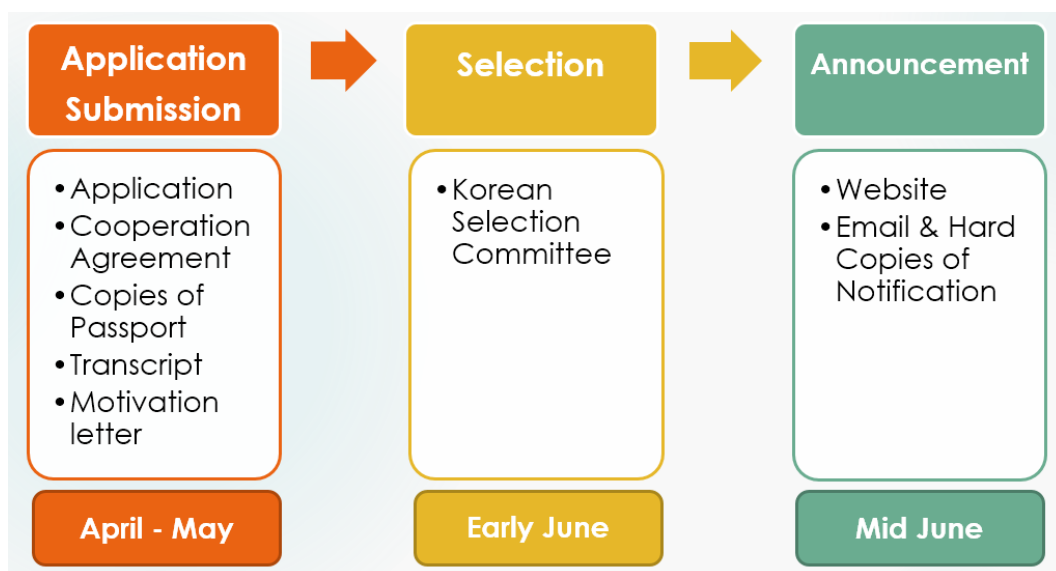 Application
Submission
• Application
• Cooperation
Agreement
• Copies of
Passport
• Transcript
• Motivation
letter
April - May
Selection
• Korean
Selection
Committee
Early June
Announcement
• Website
• Email & Hard
Copies of
Notification
Mid June